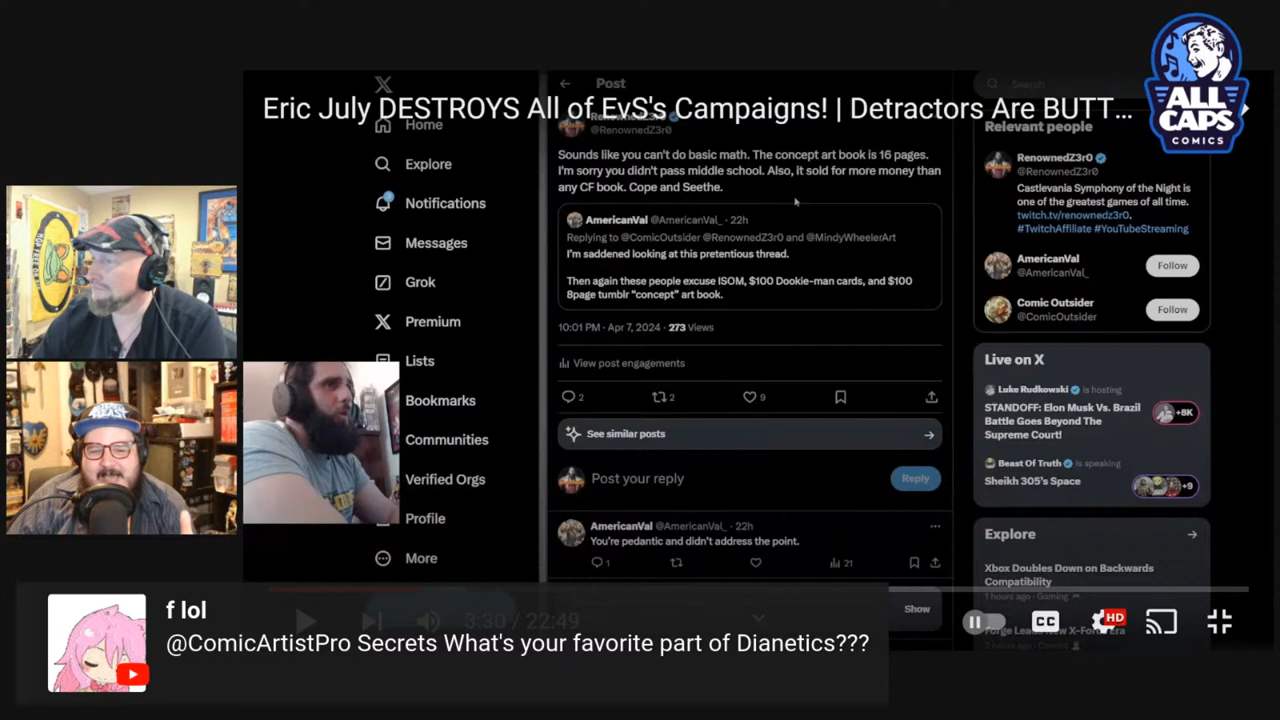 Eric July DESTROYS All of EvS's Campaigns! | Detractors Are BUTT...
ALL
CAPS
COMICS
Home
Explore
Notifications
Messages
Grok
Premium
Lists
Bookmarks
Communities
Verified Orgs
Profile
More
Post
@RenownedZ3r0
Sounds like you can't do basic math. The concept art book is 16 pages.
I'm sorry you didn't pass middle school. Also, it sold for more money than
any CF book. Cope and Seethe.
AmericanVal @AmericanVal_ · 22h
Replying to @ComicOutsider @RenownedZ3r0 and @MindyWheelerArt
I'm saddened looking at this pretentious thread.
Then again these people excuse ISOM, $100 Dookie-man cards, and $100
8page tumblr “concept” art book.
10:01 PM · Apr 7, 2024 · 273 Views
View post engagements
2
2
9
See similar posts
Post your reply
Reply
AmericanVal @AmericanVal_ · 22h
You're pedantic and didn't address the point.
1
21
Search
Relevant people
RenownedZ3r0
@RenownedZ3r0
Castlevania Symphony of the Night is
one of the greatest games of all time.
twitch.tv/renownedz3r0.
#TwitchAffiliate #YouTubeStreaming
AmericanVal
@AmericanVal_
Follow
Comic Outsider
@ComicOutsider
Follow
Live on X
Luke Rudkowski is hosting
STANDOFF: Elon Musk Vs. Brazil
Battle Goes Beyond The
Supreme Court!
+8K
Beast Of Truth is speaking
Sheikh 305's Space
+9
Explore
Xbox Doubles Down on Backwards
Compatibility
Show
3:30 / 22:49
CC
HD
f lol
@ComicArtistPro Secrets What's your favorite part of Dianetics???